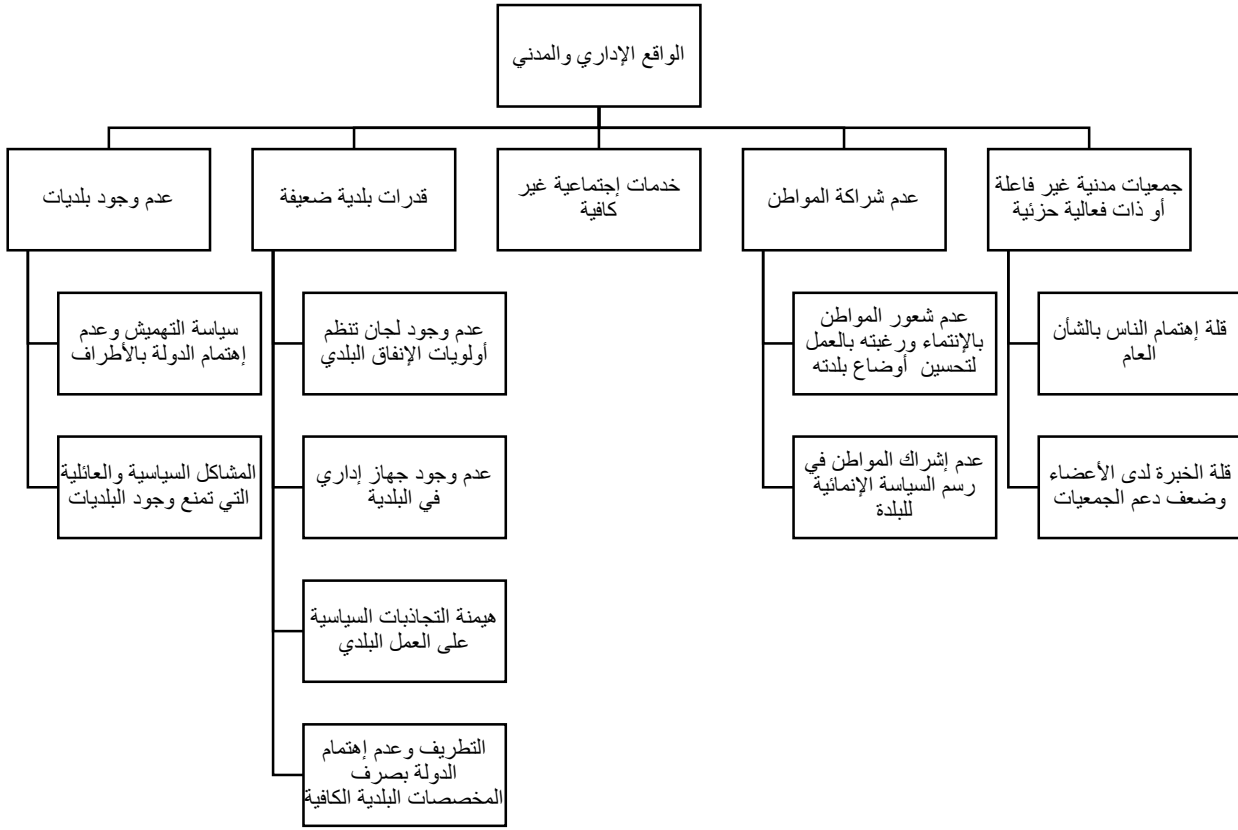 الواقع الإداري والمدني
جمعيات مدنية غير فاعلة
أو ذات فعالية حزئية
قلة إهتمام الناس بالشأن
العام
قلة الخبرة لدى الأعضاء
وضعف دعم الجمعيات
عدم شراكة المواطن
عدم شعور المواطن
بالإنتماء ورغبته بالعمل
لتحسين أوضاع بلدته
عدم إشراك المواطن في
رسم السياسة الإنمائية
للبلدة
خدمات إجتماعية غير
كافية
قدرات بلدية ضعيفة
عدم وجود لجان تنظم
أولويات الإنفاق البلدي
عدم وجود جهاز إداري
في البلدية
هيمنة التجاذبات السياسية
على العمل البلدي
التطريف وعدم إهتمام
الدولة بصرف
المخصصات البلدية الكافية
عدم وجود بلديات
سياسة التهميش وعدم
إهتمام الدولة بالأطراف
المشاكل السياسية والعائلية
التي تمنع وجود البلديات